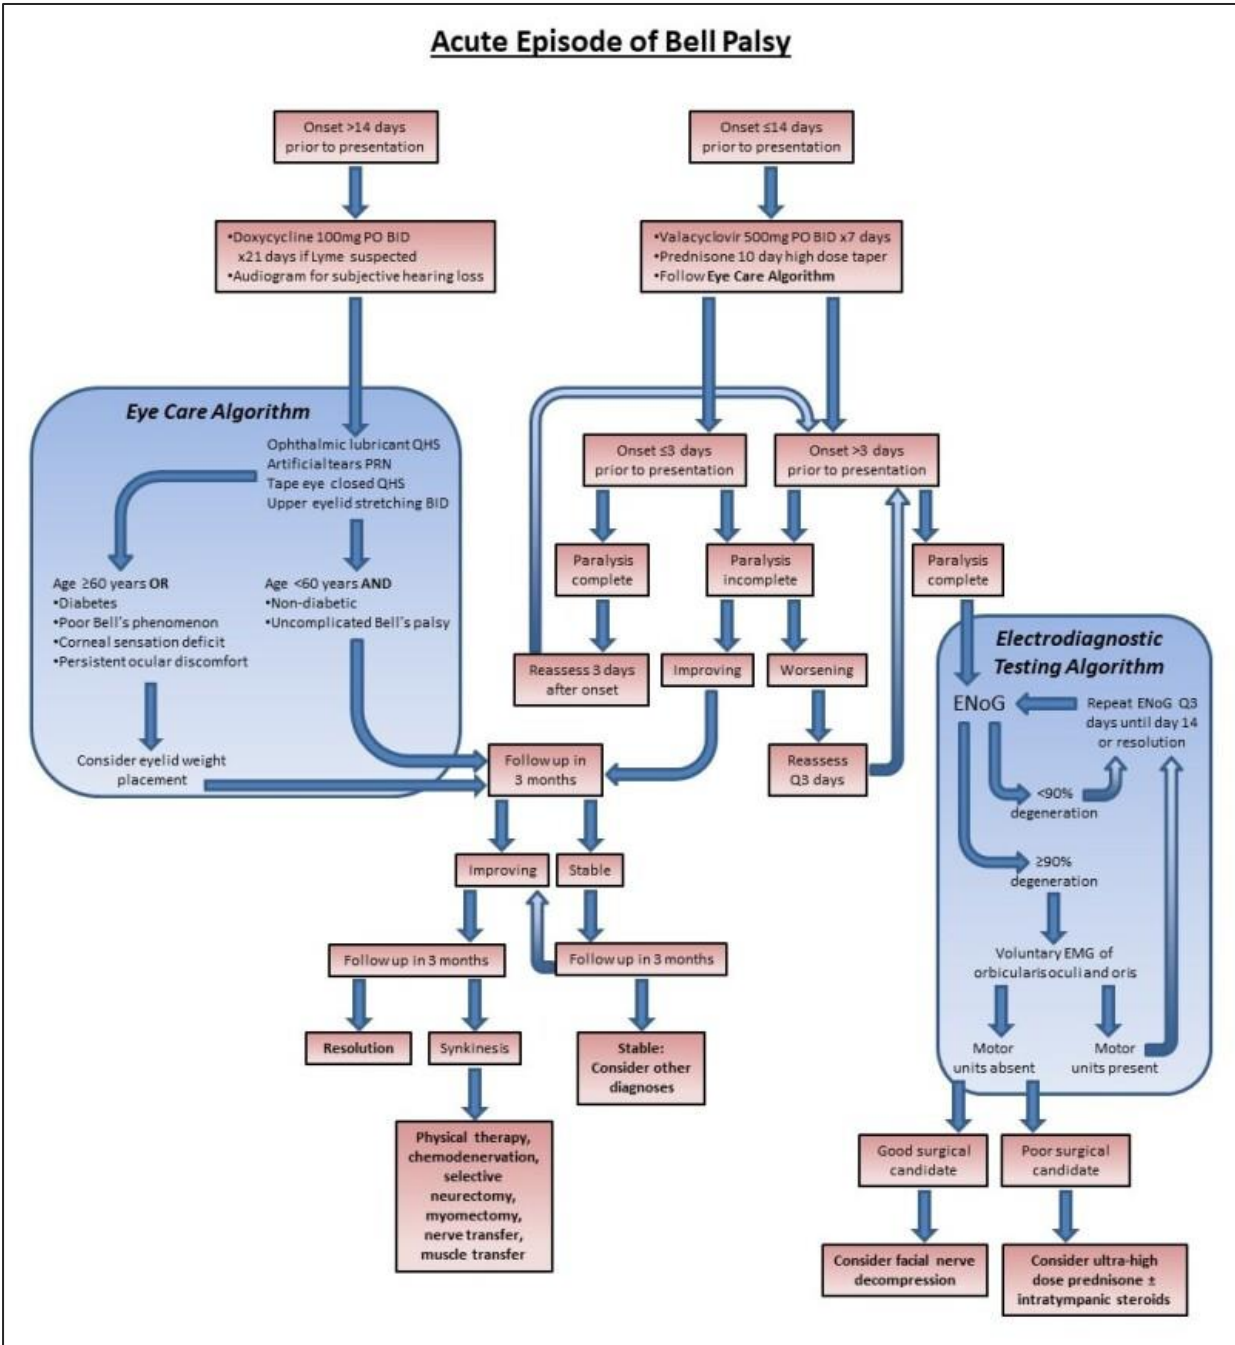 Acute Episode of Bell Palsy
Onset >14 days
prior to presentation
Onset ≤14 days
prior to presentation
•Doxycycline 100mg PO BID
x21 days if Lyme suspected
•Audiogram for subjective hearing loss
•Valacyclovir 500mg PO BID x7 days
•Prednisone 10 day high dose taper
•Follow Eye Care Algorithm
Eye Care Algorithm
Ophthalmic lubricant QHS
Artificial tears PRN
Tape eye closed QHS
Upper eyelid stretching BID
Age ≥60 years OR
•Diabetes
•Poor Bell's phenomenon
•Corneal sensation deficit
•Persistent ocular discomfort
Age <60 years AND
•Non-diabetic
•Uncomplicated Bell's palsy
Consider eyelid weight
placement
Onset ≤3 days
prior to presentation
Onset >3 days
prior to presentation
Paralysis
complete
Paralysis
incomplete
Paralysis
complete
Reassess 3 days
after onset
Improving
Worsening
Follow up in
3 months
Reassess
Q3 days
Electrodiagnostic
Testing Algorithm
ENoG
Repeat ENoG Q3
days until day 14
or resolution
<90%
degeneration
≥90%
degeneration
Voluntary EMG of
orbicularis oculi and oris
Motor
units absent
Motor
units present
Improving
Stable
Follow up in 3 months
Follow up in 3 months
Resolution
Synkinesis
Stable:
Consider other
diagnoses
Physical therapy,
chemodenervation,
selective
neurectomy,
myomectomy,
nerve transfer,
muscle transfer
Good surgical
candidate
Poor surgical
candidate
Consider facial nerve
decompression
Consider ultra-high
dose prednisone ±
intratympanic steroids